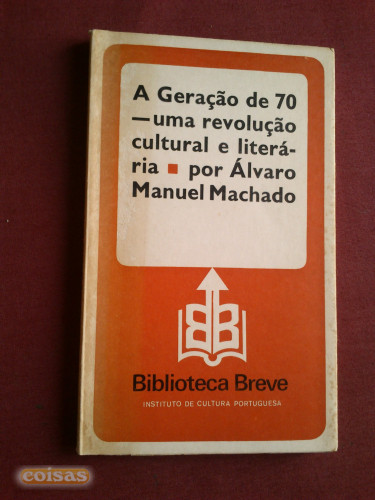 A Geração de 70
—uma revolução
cultural e literá-
ria ▪ por Álvaro
Manuel Machado
BB
Biblioteca Breve
INSTITUTO DE CULTURA PORTUGUESA
coisas